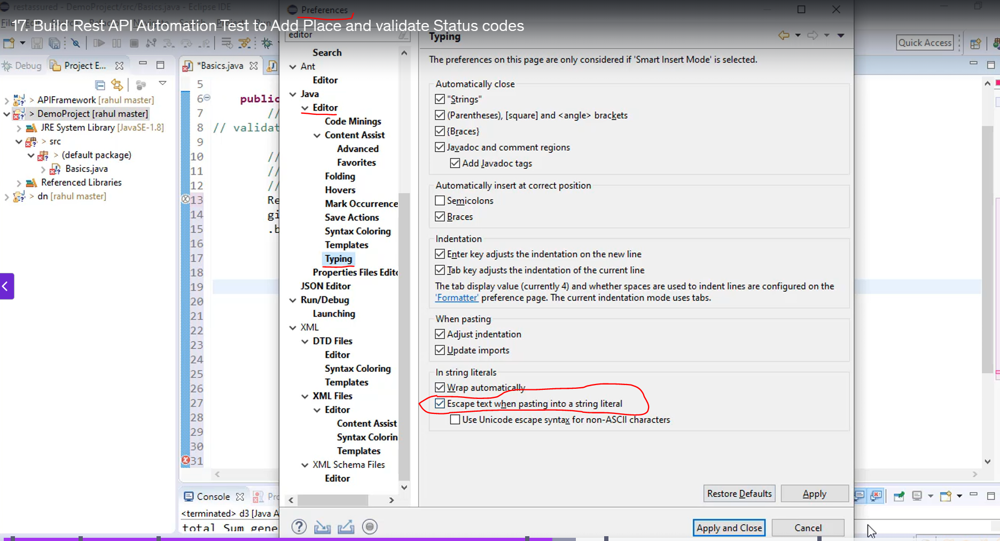 restassured - DemoProject/src/Basics.java - Eclipse IDE
Preferences
17. Build Rest API Automation Test to Add Place and validate Status codes
editor
Typing
Quick Access
Debug
Project E...
*Basics.java
> APIFramework [rahul master]
> DemoProject [rahul master]
JRE System Library [JavaSE-1.8]
> src
> (default package)
Basics.java
Referenced Libraries
> dn [rahul master]
5
6 public
7 //
8 // validat
9
10 //
11 //
12 //
13 Re
14 gi
15 .b
16
17
18
19
20
21
22
23
24
25
26
27
28
29
30
31
Search
Ant
Editor
Java
Editor
Code Minings
Content Assist
Advanced
Favorites
Folding
Hovers
Mark Occurrence
Save Actions
Syntax Coloring
Templates
Typing
Properties Files Edito
JSON Editor
Run/Debug
Launching
XML
DTD Files
Editor
Syntax Coloring
Templates
XML Files
Editor
Content Assist
Syntax Colorin
Templates
XML Schema Files
Editor
The preferences on this page are only considered if 'Smart Insert Mode' is selected.
Automatically close
"Strings"
(Parentheses), [square] and <angle> brackets
{Braces}
Javadoc and comment regions
Add Javadoc tags
Automatically insert at correct position
Semicolons
Braces
Indentation
Enter key adjusts the indentation on the new line
Tab key adjusts the indentation of the current line
The tab display value (currently 4) and whether spaces are used to indent lines are configured on the
'Formatter' preference page. The current indentation mode uses tabs.
When pasting
Adjust indentation
Update imports
In string literals
Wrap automatically
Escape text when pasting into a string literal
Use Unicode escape syntax for non-ASCII characters
Restore Defaults
Apply
Apply and Close
Cancel
Console
Pr
<terminated> d3 [Java A
total Sum gene